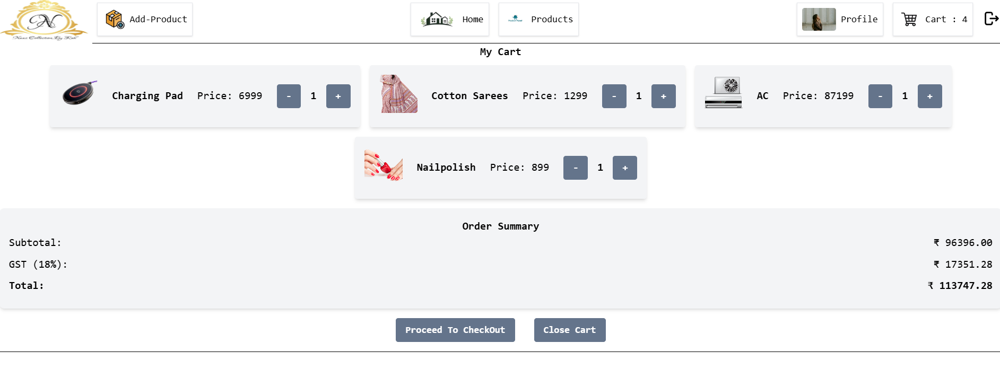 N
Add-Product
Home
Products
Profile
Cart : 4
My Cart
Charging Pad Price: 6999 - 1 +
Cotton Sarees Price: 1299 - 1 +
AC Price: 87199 - 1 +
Nailpolish Price: 899 - 1 +
Order Summary
Subtotal: ₹ 96396.00
GST (18%): ₹ 17351.28
Total: ₹ 113747.28
Proceed To CheckOut
Close Cart